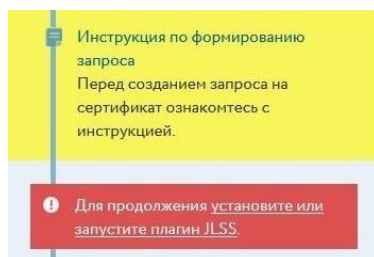 Инструкция по формированию
запроса
Перед созданием запроса на
сертификат ознакомтесь с
инструкцией.
Для продолжения установите или
запустите плагин JLSS.